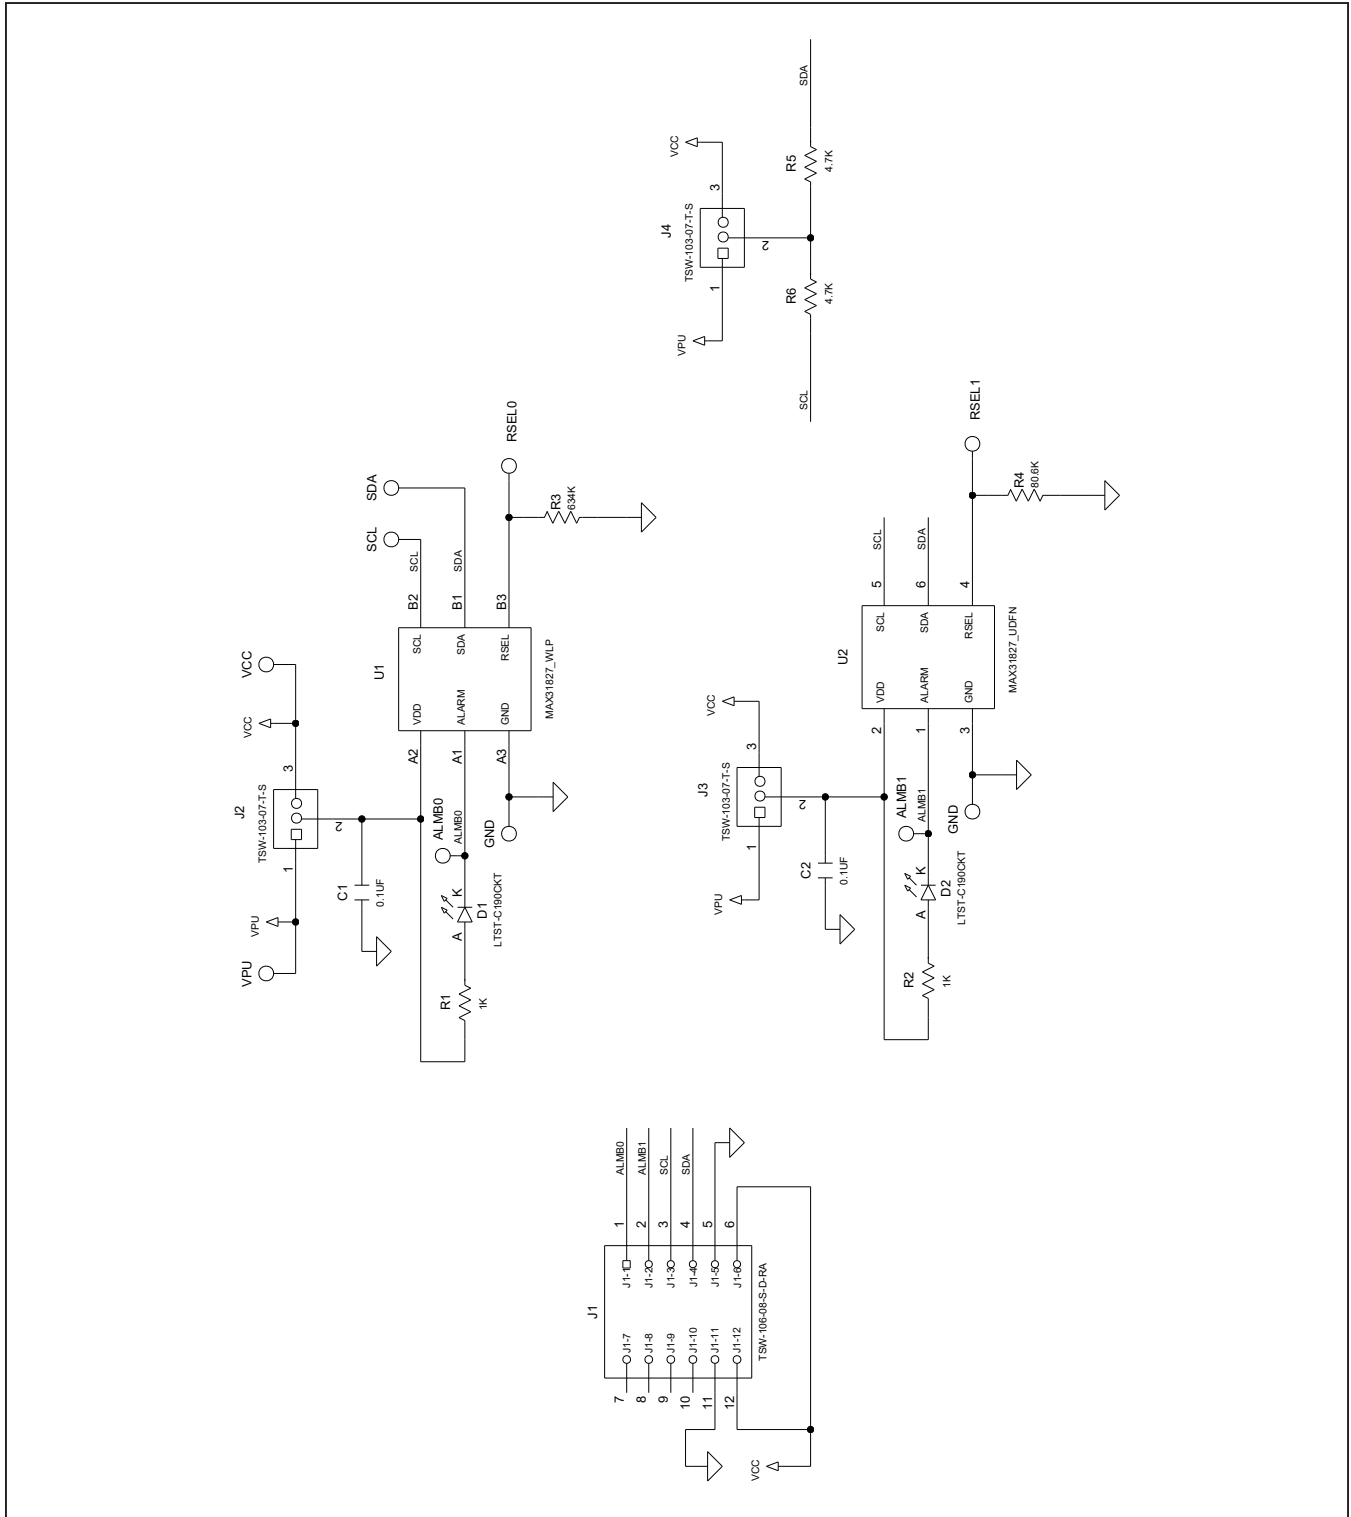 J1
TSW-106-08-S-D-RA
7 J1-7 J1-1 1 ALMB0
8 J1-8 J1-2 2 ALMB1
9 J1-9 J1-3 3 SCL
10 J1-10 J1-4 4 SDA
11 J1-11 J1-5 5
12 J1-12 J1-6 6
VCC
VPU
VPU
1
J2
TSW-103-07-T-S
2
3
VCC
VCC
C1
0.1UF
R1
1K
A
K
D1
LTST-C190CKT
ALMB0
ALMB0
GND
U1
MAX31827_WLP
A2 VDD SCL B2 SCL
A1 ALARM SDA B1 SDA
A3 GND RSEL B3
SCL
SDA
RSEL0
R3
634K
VPU
1
J3
TSW-103-07-T-S
2
3
VCC
C2
0.1UF
R2
1K
A
K
D2
LTST-C190CKT
ALMB1
ALMB1
GND
U2
MAX31827_UDFN
2 VDD SCL 5 SCL
1 ALARM SDA 6 SDA
3 GND RSEL 4
RSEL1
R4
80.6K
VPU
1
J4
TSW-103-07-T-S
2
3
VCC
SCL
R6
4.7K
R5
4.7K
SDA